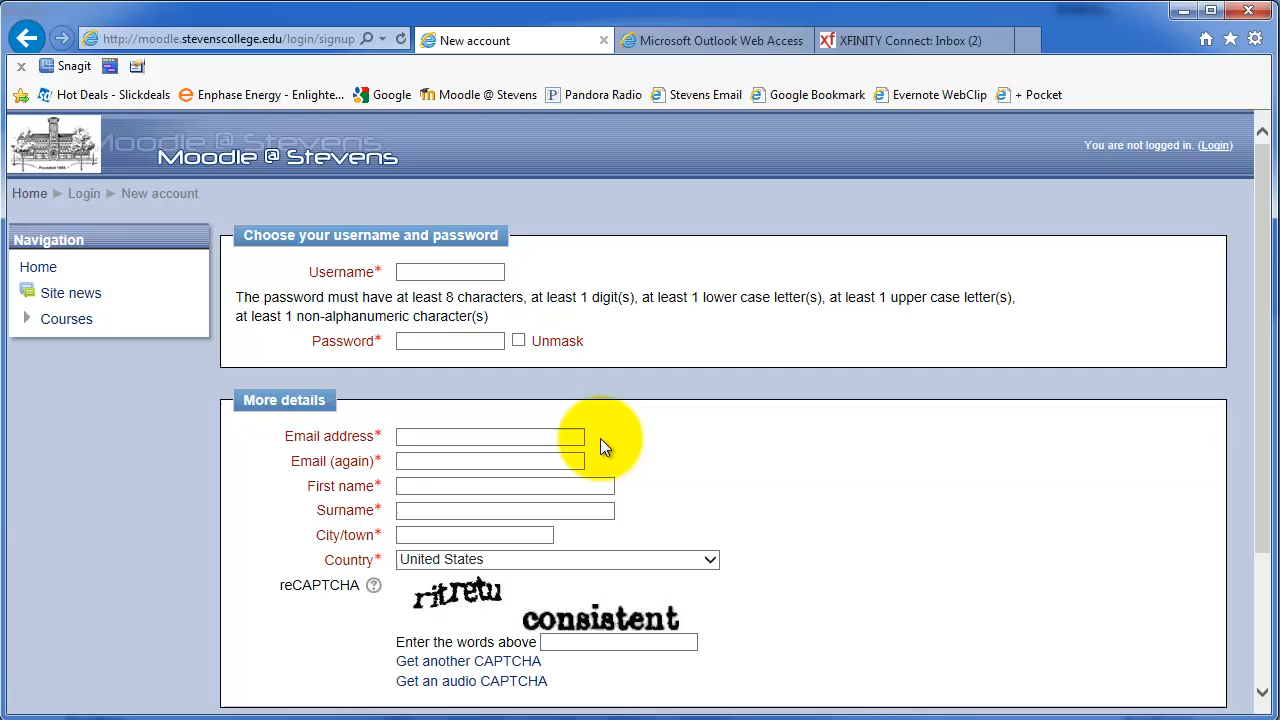 http://moodle.stevenscollege.edu/login/signup
New account
Microsoft Outlook Web Access
XFINITY Connect: Inbox (2)
Snagit
Hot Deals - Slickdeals
Enphase Energy - Enlighte...
Google
Moodle @ Stevens
Pandora Radio
Stevens Email
Google Bookmark
Evernote WebClip
+ Pocket
Moodle @ Stevens
Moodle @ Stevens
You are not logged in. (Login)
Home ► Login ► New account
Navigation
Home
Site news
Courses
Choose your username and password
Username*
The password must have at least 8 characters, at least 1 digit(s), at least 1 lower case letter(s), at least 1 upper case letter(s),
at least 1 non-alphanumeric character(s)
Password*
Unmask
More details
Email address*
Email (again)*
First name*
Surname*
City/town*
Country* United States
reCAPTCHA
ritretu
consistent
Enter the words above
Get another CAPTCHA
Get an audio CAPTCHA